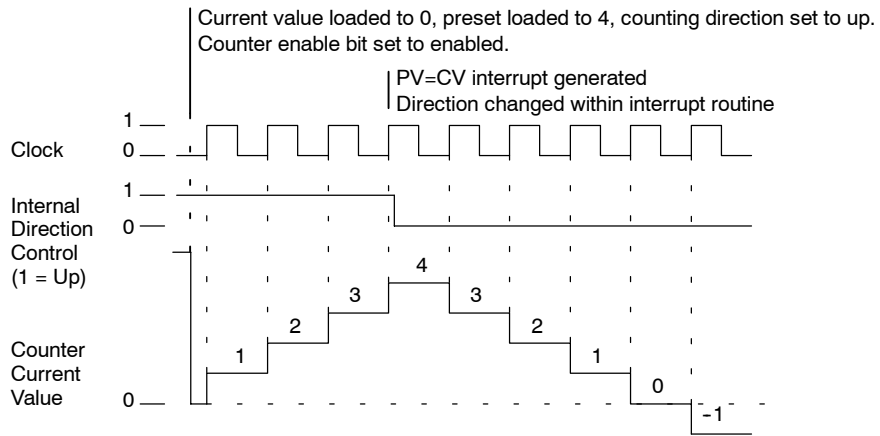 Current value loaded to 0, preset loaded to 4, counting direction set to up.
Counter enable bit set to enabled.
PV=CV interrupt generated
Direction changed within interrupt routine
1
Clock
0
1
Internal
Direction
0
Control
(1 = Up)
4
3
3
2
2
1
1
Counter
Current
Value
0
0
-1